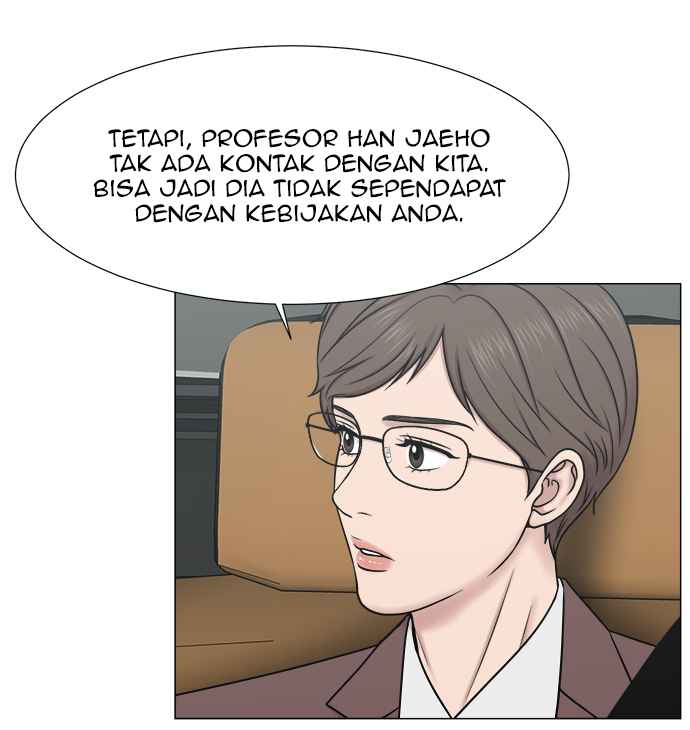 TETAPI, PROFESOR HAN JAEHO
TAK ADA KONTAK DENGAN KITA.
BISA JADI DIA TIDAK SEPENDAPAT
DENGAN KEBIJAKAN ANDA.